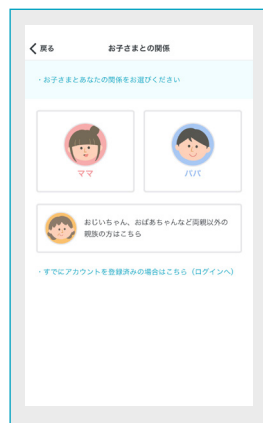 戻る
お子さまとの関係
・お子さまとあなたの関係をお選びください
ママ
パパ
おじいちゃん、おばあちゃんなど両親以外の
親族の方はこちら
・すでにアカウントを登録済みの場合はこちら（ログインへ）